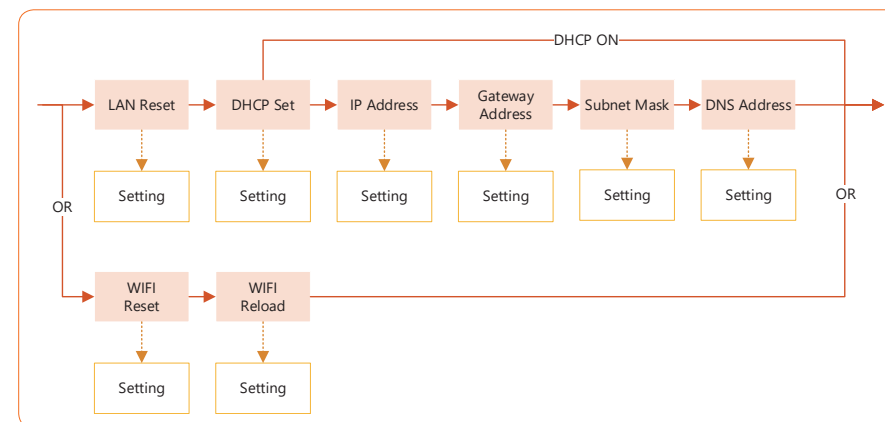 DHCP ON
LAN Reset
DHCP Set
IP Address
Gateway
Address
Subnet Mask
DNS Address
Setting
Setting
Setting
Setting
Setting
Setting
OR
OR
WIFI
Reset
WIFI
Reload
Setting
Setting